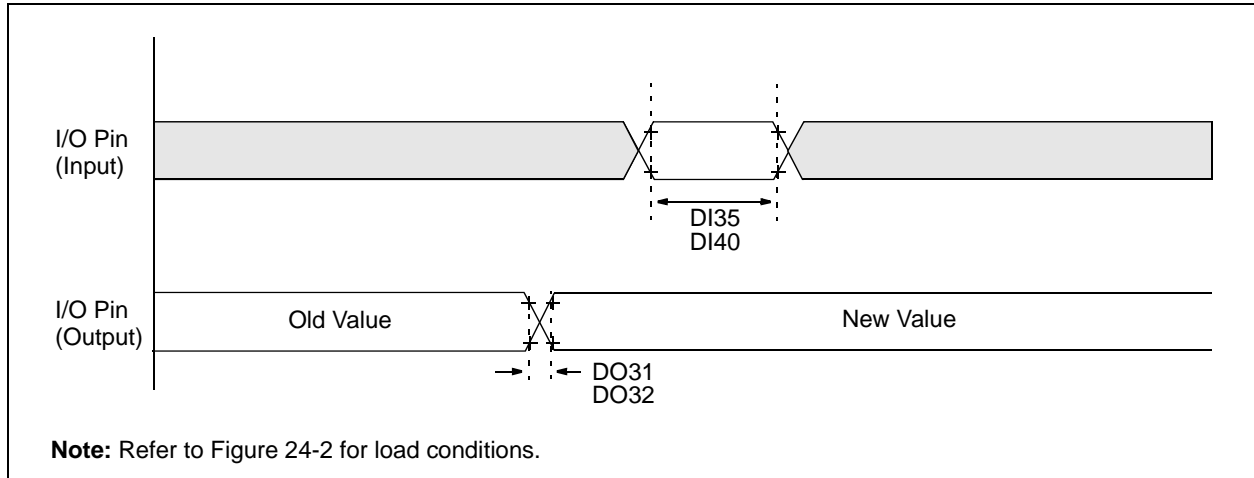 I/O Pin
(Input)
DI35
DI40
I/O Pin
(Output)
Old Value
New Value
DO31
DO32
Note: Refer to Figure 24-2 for load conditions.